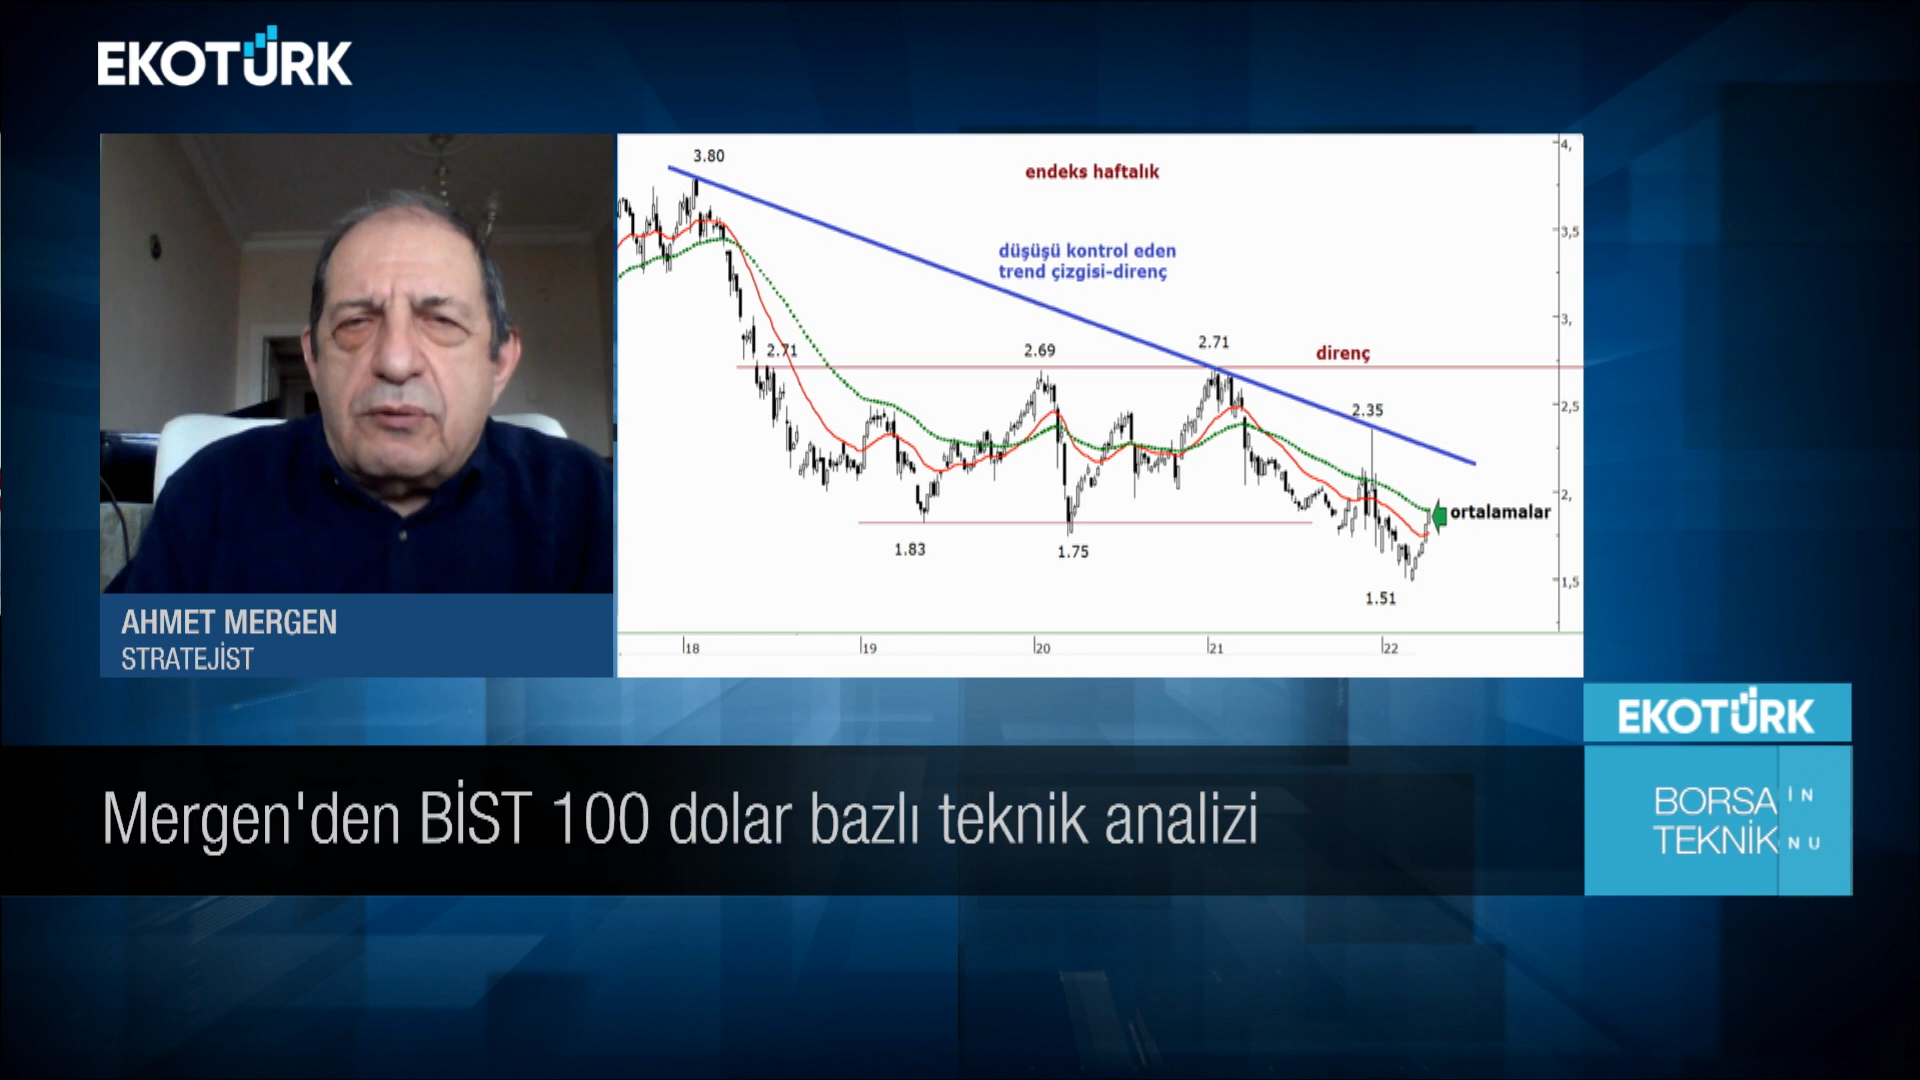 EKOTÜRK
AHMET MERGEN
STRATEJİST
3.80
endeks haftalık
düşüşü kontrol eden
trend çizgisi-direnç
2.71
2.69
2.71
direnç
2.35
ortalamalar
1.83
1.75
1.51
4,
3,5
3,
2,5
2,
1,5
18
19
20
21
22
EKOTÜRK
BORSA İN
TEKNİK NU
Mergen'den BİST 100 dolar bazlı teknik analizi